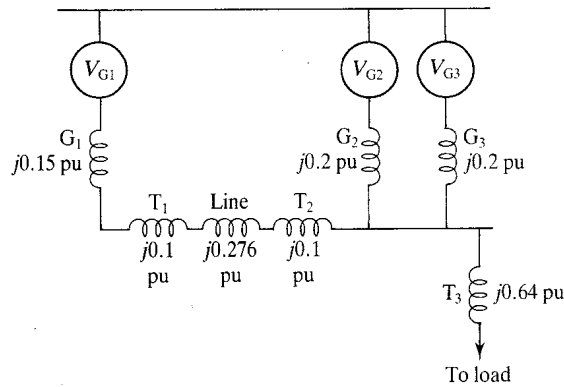 V_G1
V_G2
V_G3
G_1
j0.15 pu
G_2
j0.2 pu
G_3
j0.2 pu
T_1
Line
T_2
j0.1
pu
j0.276
pu
j0.1
pu
T_3
j0.64 pu
To load